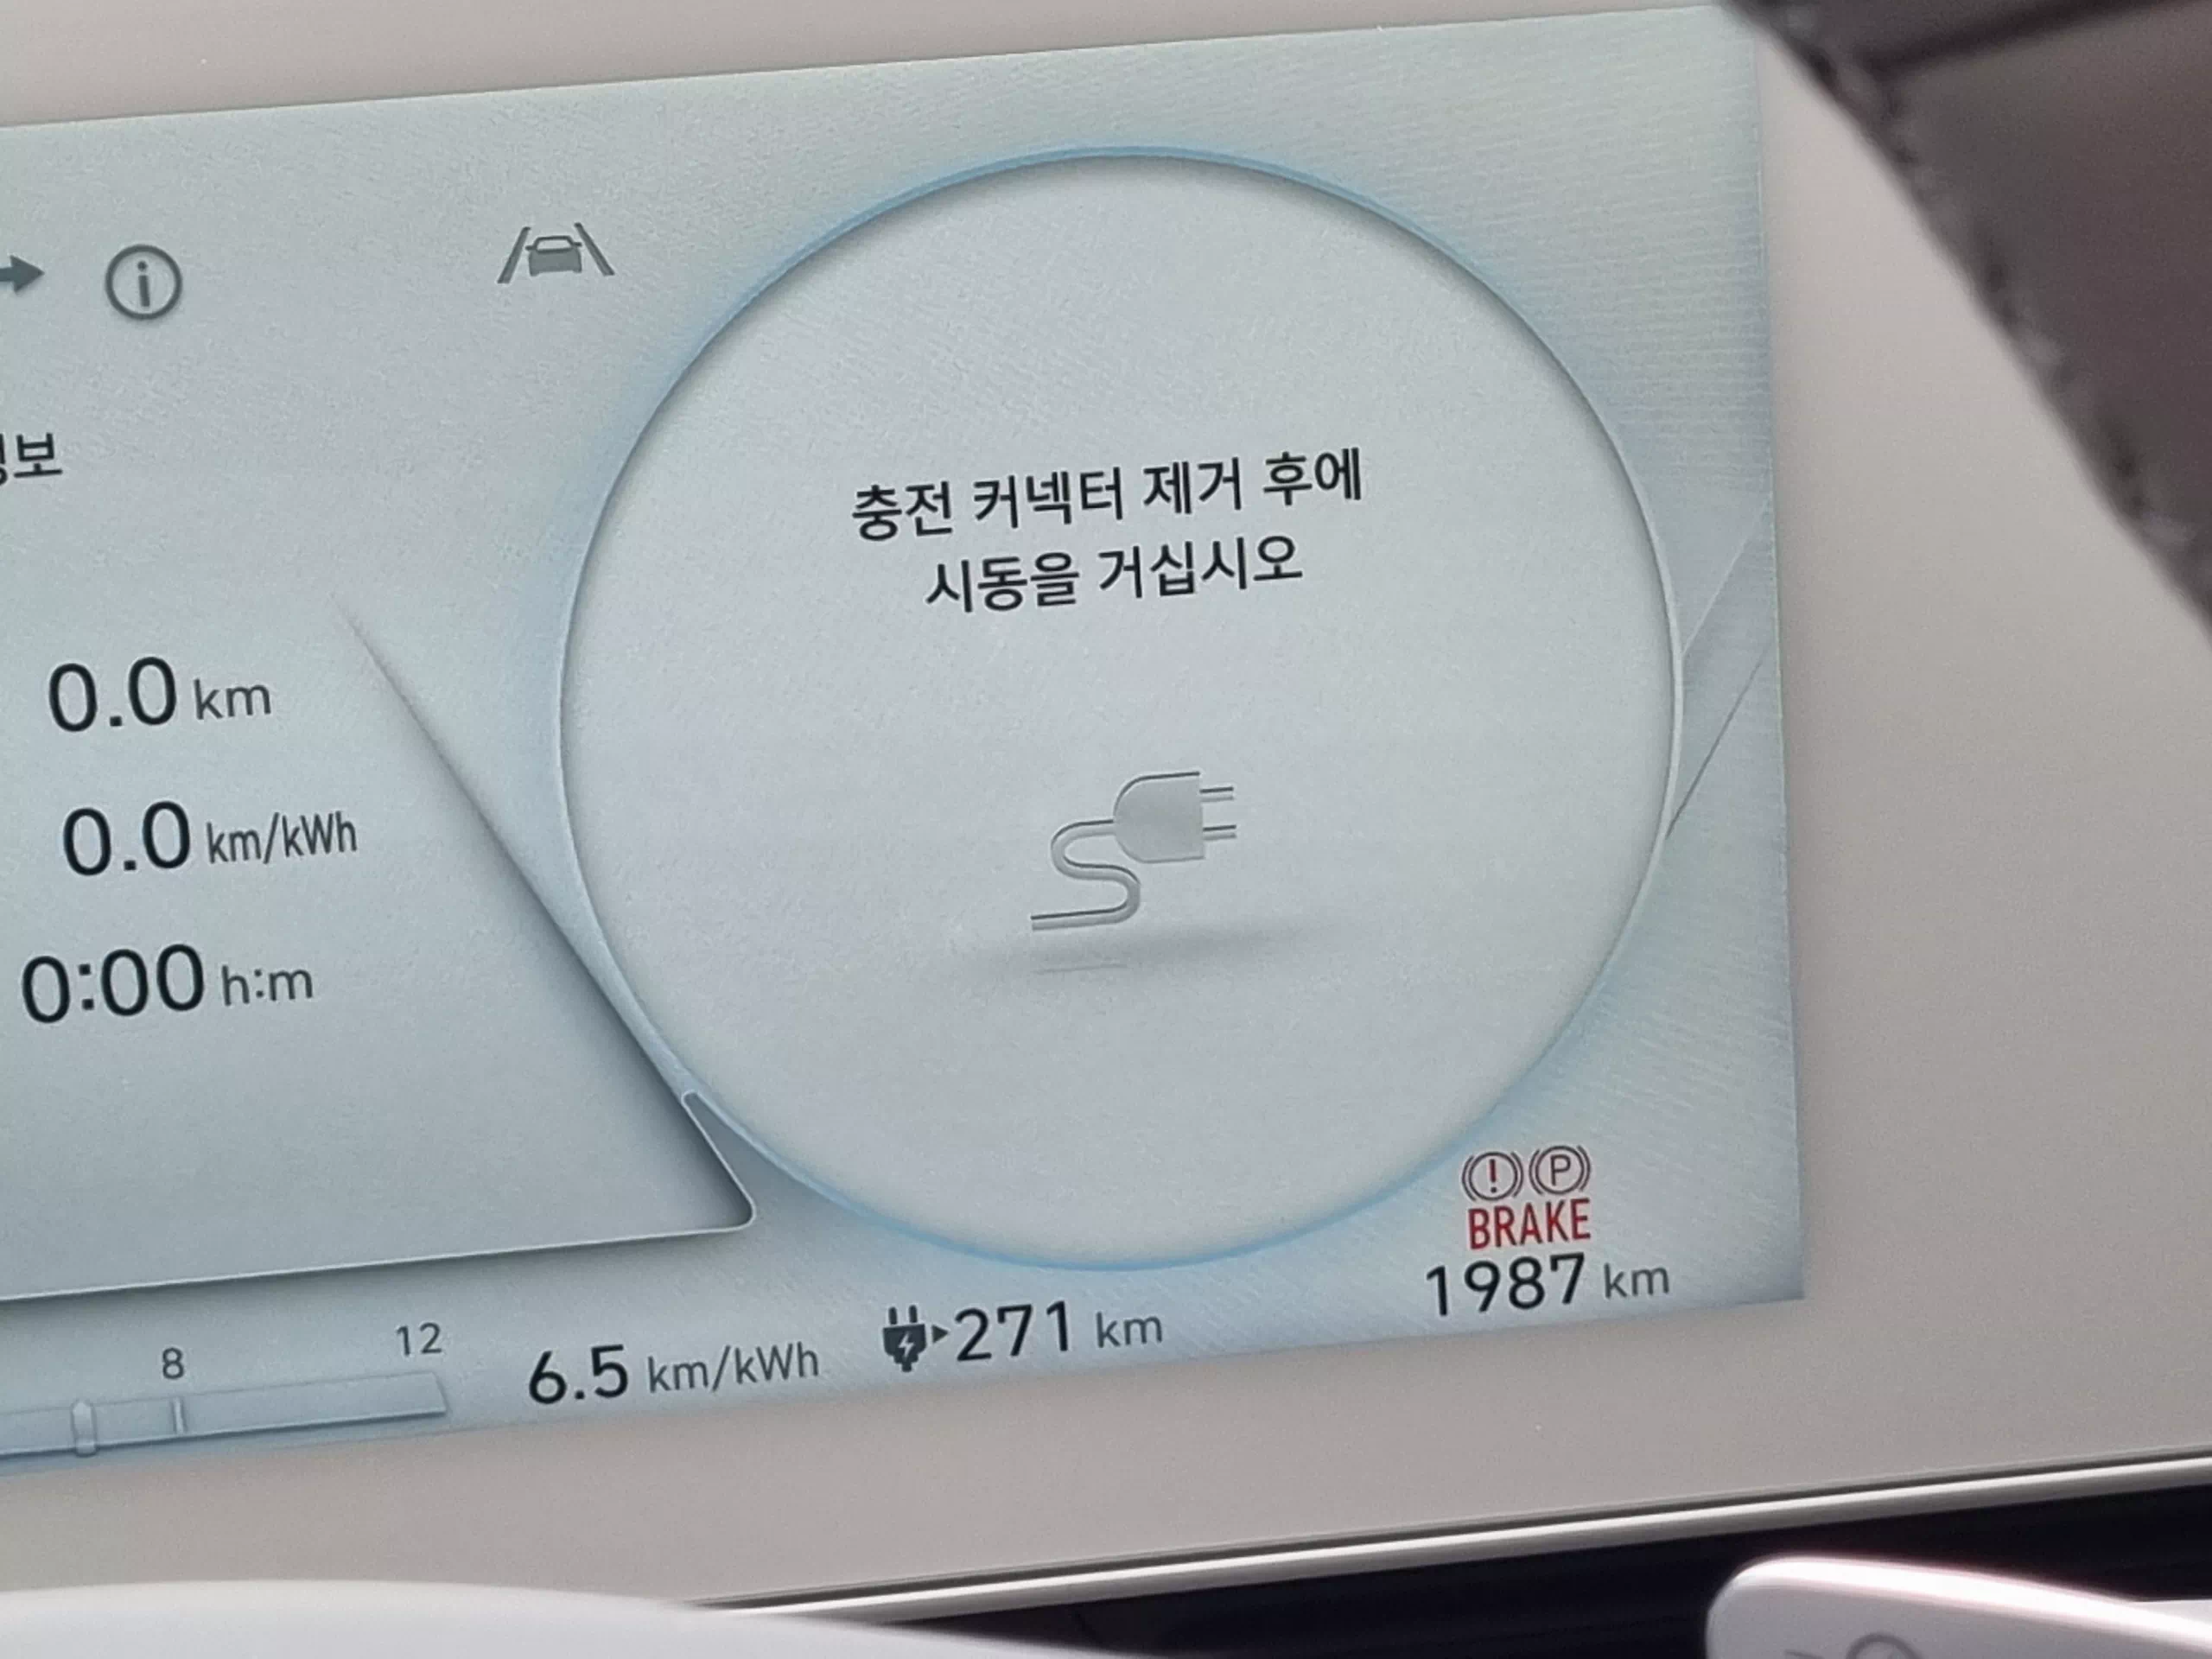 충전 커넥터 제거 후에
시동을 거십시오
0.0 km
0.0 km/kWh
0:00 h:m
BRAKE
1987 km
8
12
6.5 km/kWh
271 km